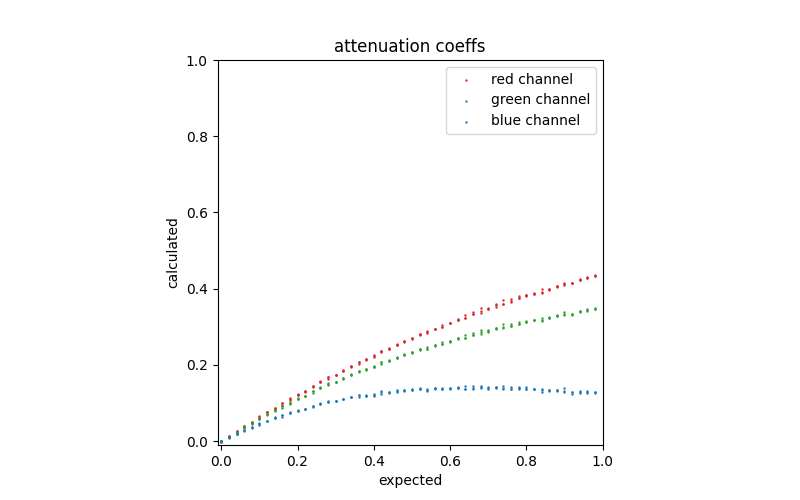 attenuation coeffs
1.0
0.8
0.6
0.4
0.2
0.0
calculated
red channel
green channel
blue channel
0.0 0.2 0.4 0.6 0.8 1.0
expected